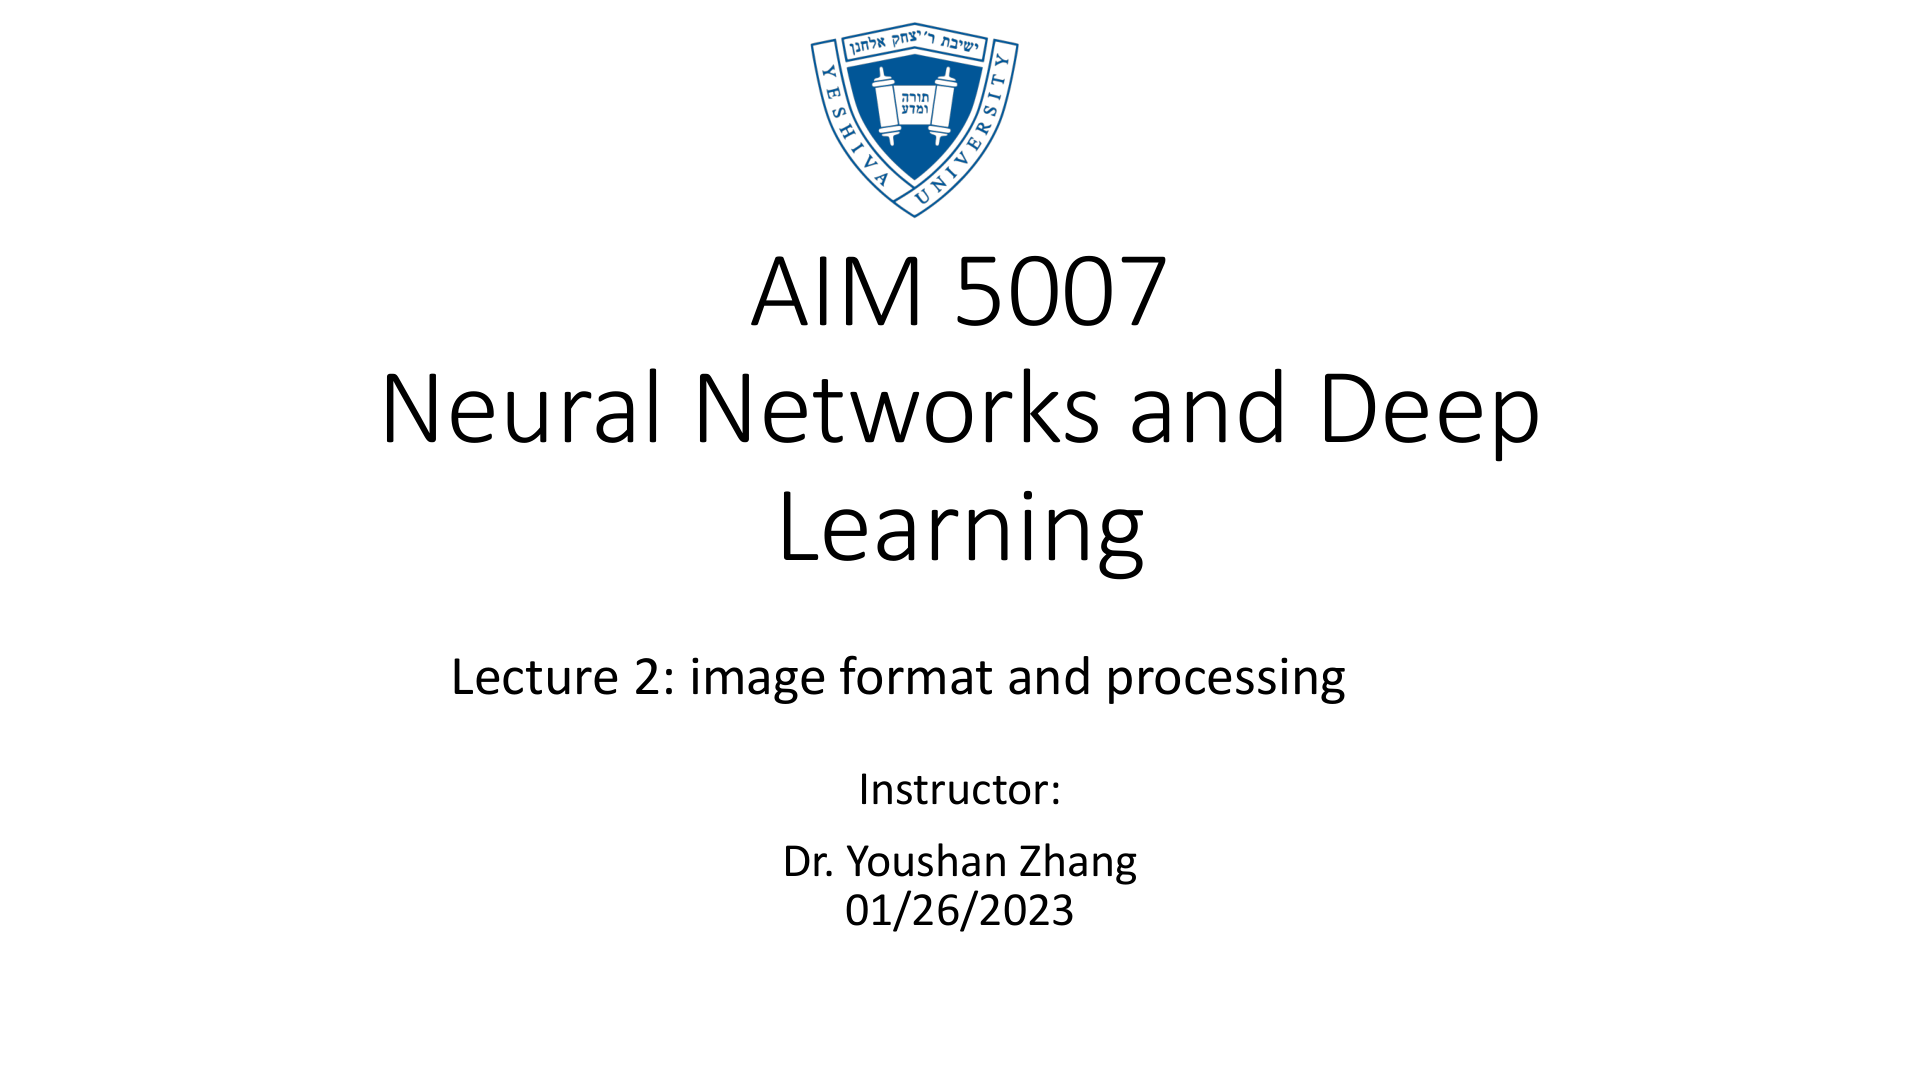 ישיבת ר׳ יצחק אלחנן
תורה
ומדע
YESHIVA UNIVERSITY
AIM 5007
Neural Networks and Deep
Learning
Lecture 2: image format and processing
Instructor:
Dr. Youshan Zhang
01/26/2023